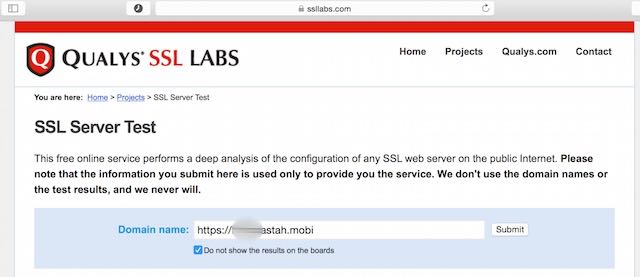 ssllabs.com
QUALYS® SSL LABS
Home Projects Qualys.com Contact
You are here: Home > Projects > SSL Server Test
SSL Server Test
This free online service performs a deep analysis of the configuration of any SSL web server on the public Internet. Please
note that the information you submit here is used only to provide you the service. We don't use the domain names or
the test results, and we never will.
Domain name: https:// astah.mobi Submit
Do not show the results on the boards